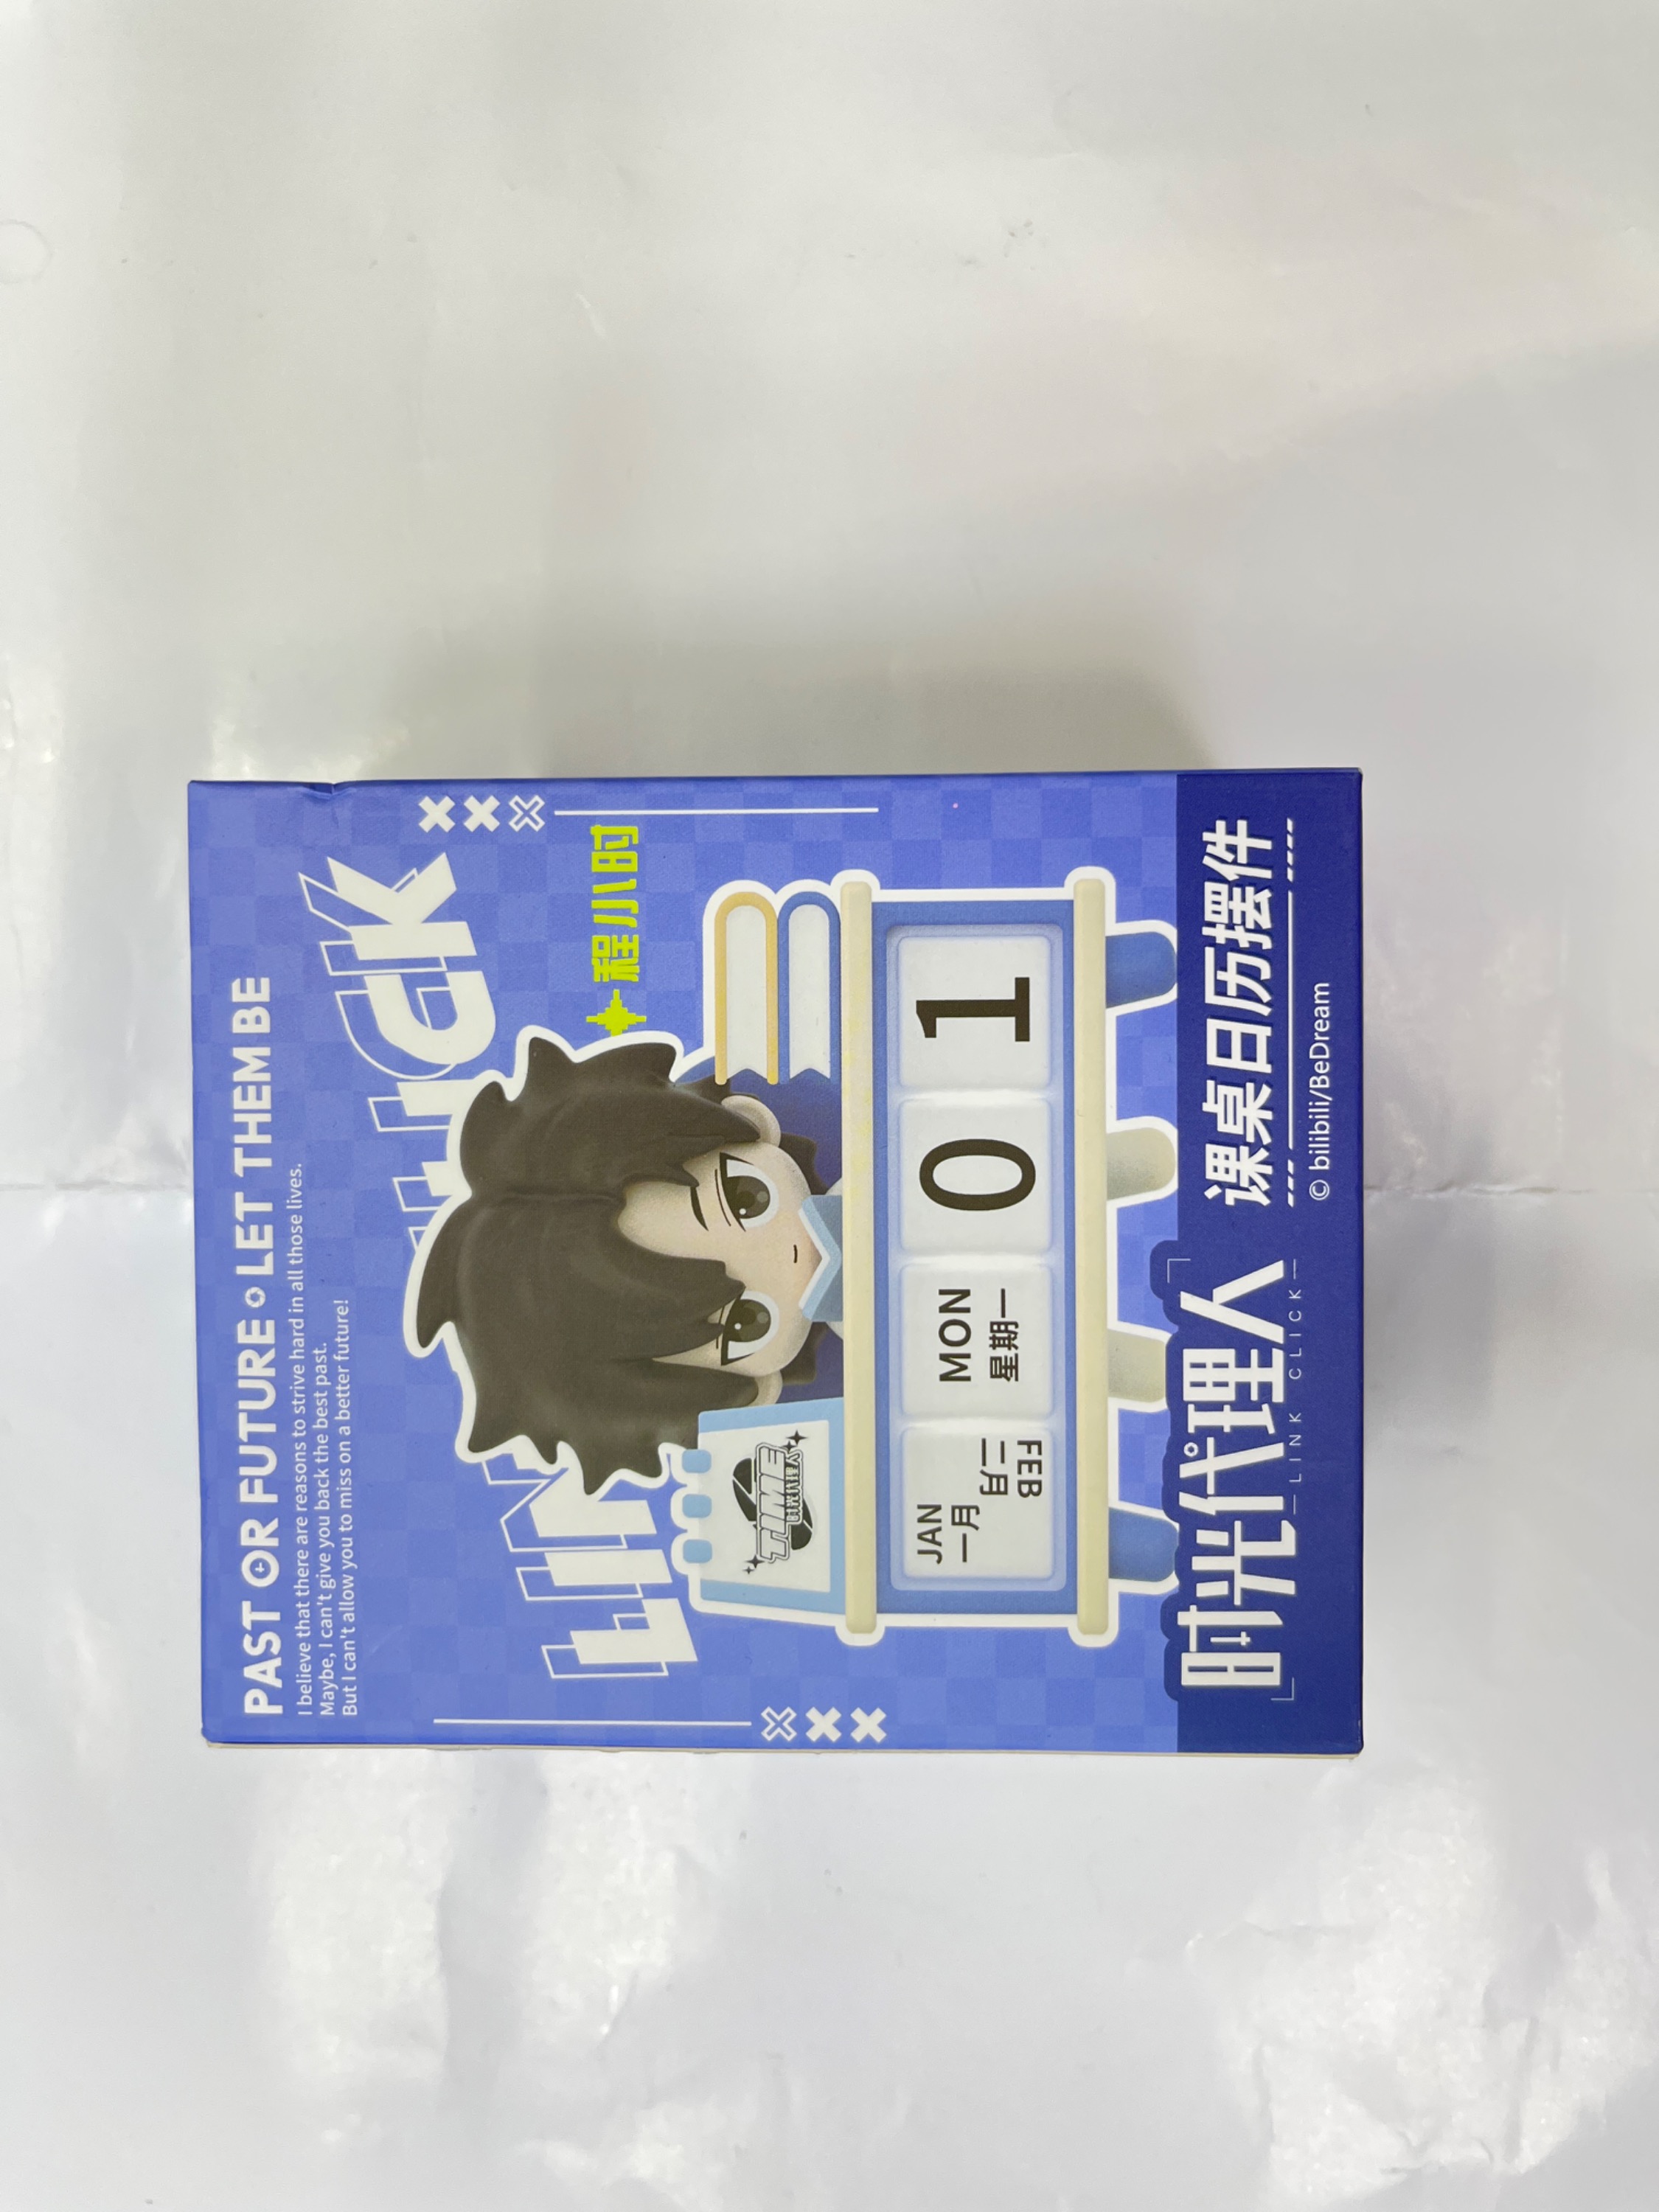 PAST OR FUTURE LET THEM BE
I believe that there are reasons to strive hard in all those lives.
Maybe, I can't give you back the best past.
But I can't allow you to miss on a better future!
LINK CLICK
程小时
TIME
JAN
一月
二月
FEB
MON
星期一
0
1
「时光代理人」
LINK CLICK
课桌日历摆件
© bilibili/BeDream